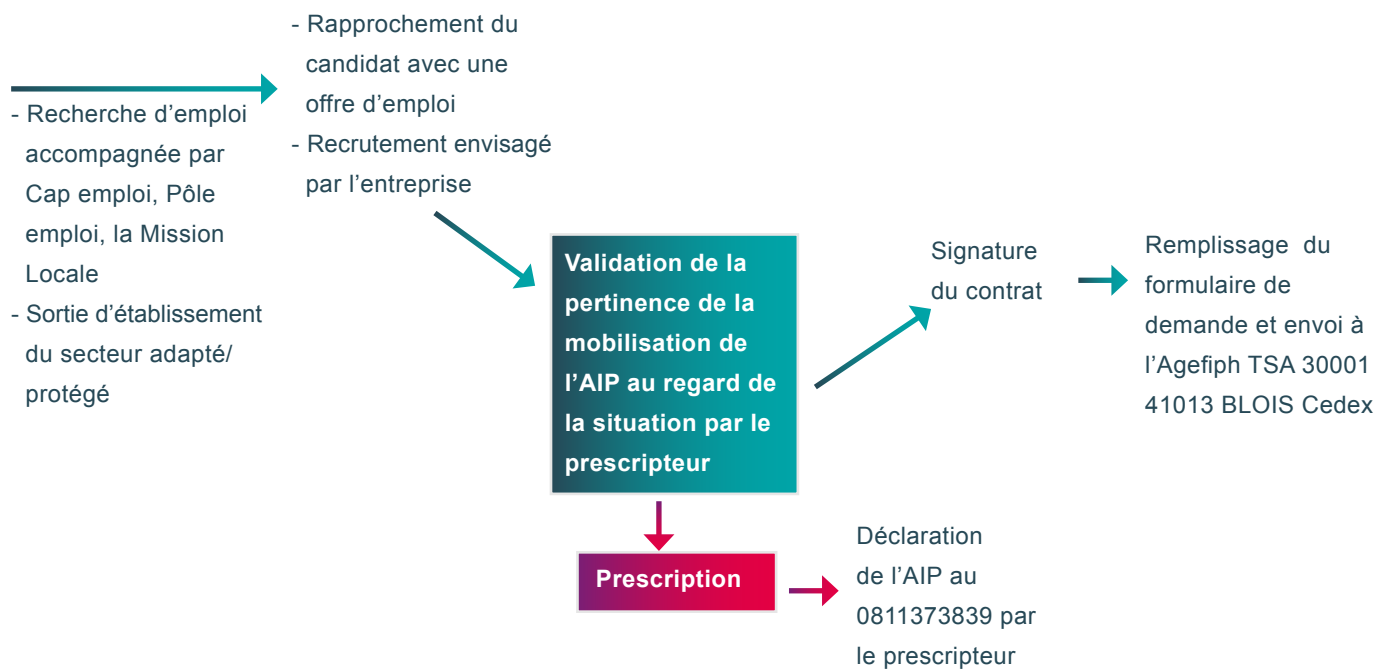 - Recherche d’emploi
accompagnée par
Cap emploi, Pôle
emploi, la Mission
Locale
- Sortie d’établissement
du secteur adapté/
protégé
- Rapprochement du
candidat avec une
offre d’emploi
- Recrutement envisagé
par l’entreprise
Validation de la
pertinence de la
mobilisation de
l’AIP au regard de
la situation par le
prescripteur
Signature
du contrat
Remplissage du
formulaire de
demande et envoi à
l’Agefiph TSA 30001
41013 BLOIS Cedex
Prescription
Déclaration
de l’AIP au
0811373839 par
le prescripteur